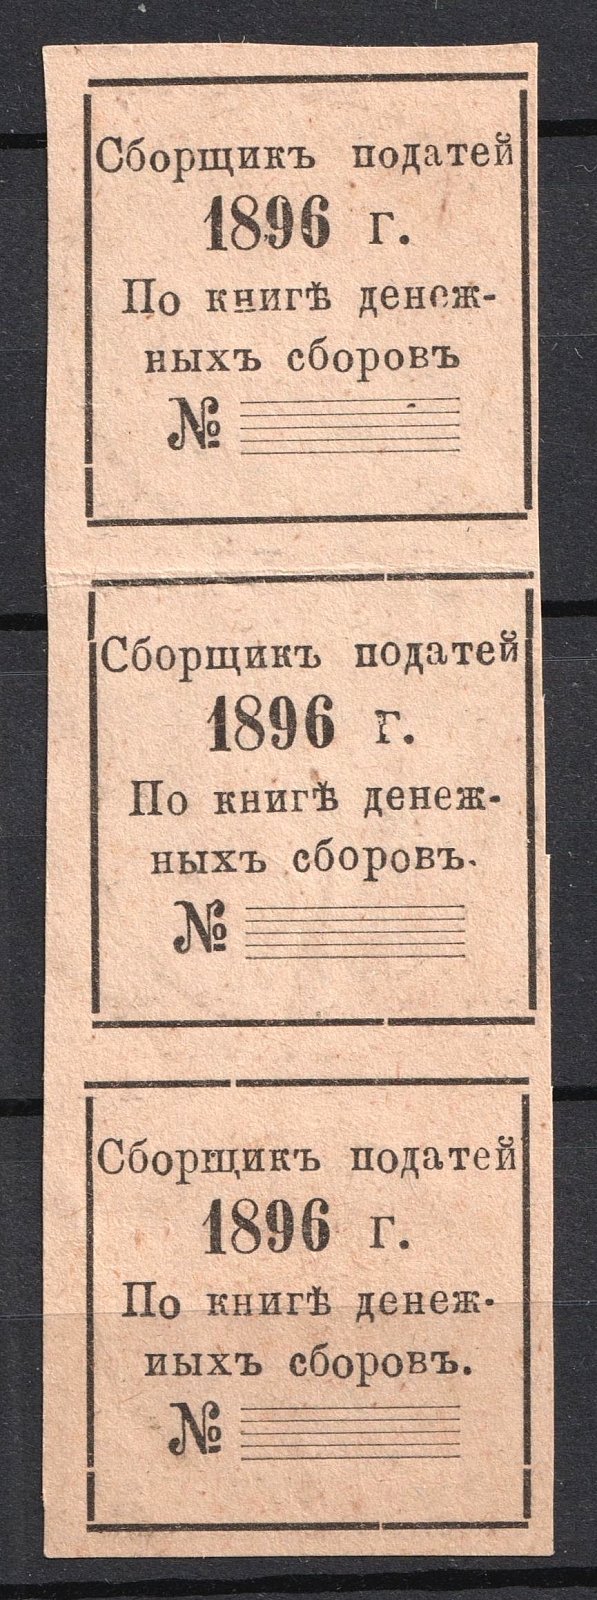 Сборщикъ податей
1896 г.
По книгѣ денеж-
ныхъ сборовъ
№
Сборщикъ податей
1896 г.
По книгѣ денеж-
ныхъ сборовъ.
№
Сборщикъ податей
1896 г.
По книгѣ денеж-
иыхъ сборовъ.
№